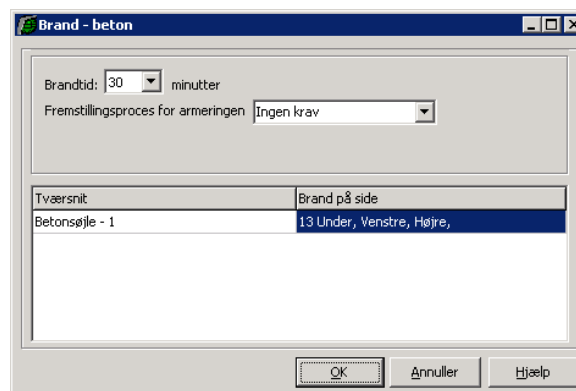 Brand - beton
Brandtid: 30 minutter
Fremstillingsproces for armeringen Ingen krav
Tværsnit Brand på side
Betonsøjle - 1 13 Under, Venstre, Højre,
OK Annuller Hjælp